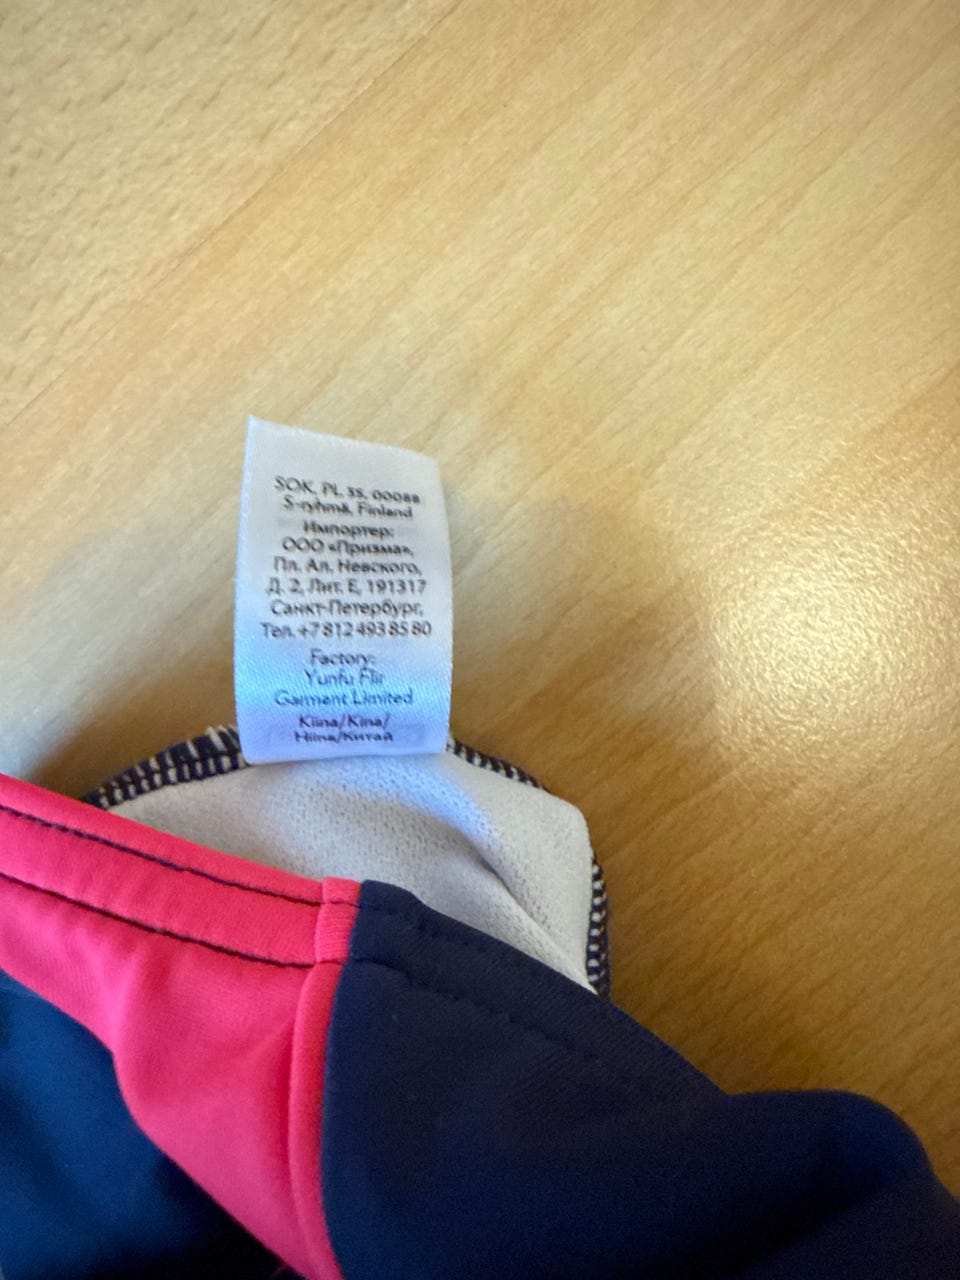 SOK, PL 35, 00088
S-ryhmä, Finland
Импортер:
ООО «Призма»,
Пл. Ал. Невского,
Д. 2, Лит. Е, 191317
Санкт-Петербург,
Тел. +7 812 493 85 80
Factory:
Yunfu Flir
Garment Limited
Kiina/Kina/
Hiina/Китай